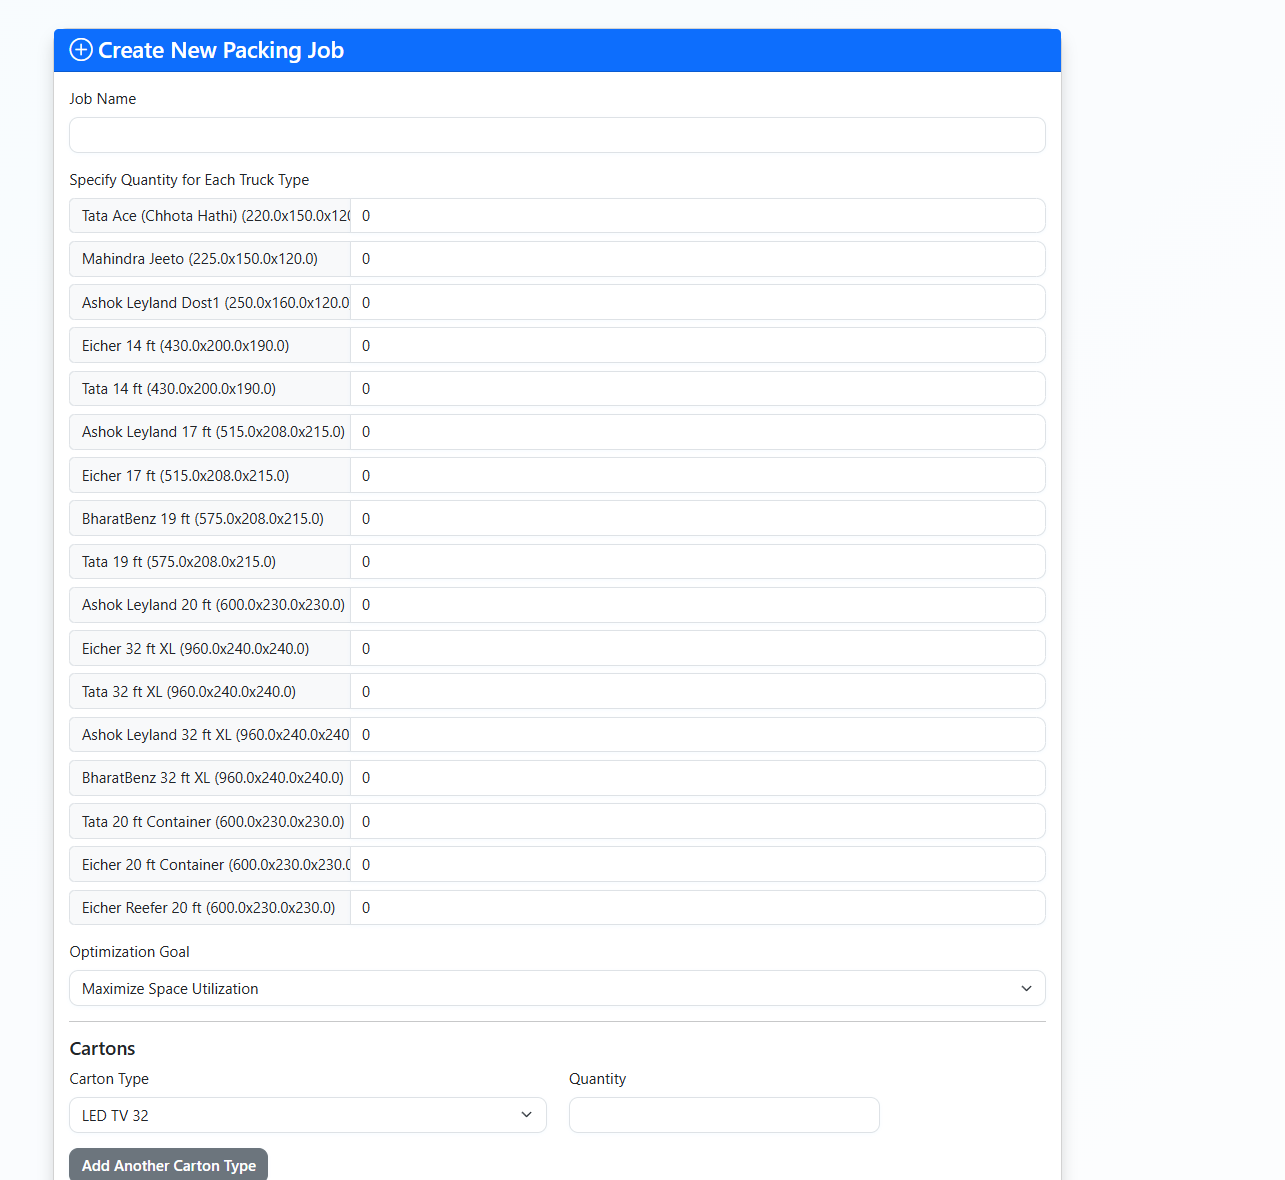 Create New Packing Job
Job Name
Specify Quantity for Each Truck Type
Tata Ace (Chhota Hathi) (220.0x150.0x120 0
Mahindra Jeeto (225.0x150.0x120.0) 0
Ashok Leyland Dost1 (250.0x160.0x120.0 0
Eicher 14 ft (430.0x200.0x190.0) 0
Tata 14 ft (430.0x200.0x190.0) 0
Ashok Leyland 17 ft (515.0x208.0x215.0) 0
Eicher 17 ft (515.0x208.0x215.0) 0
BharatBenz 19 ft (575.0x208.0x215.0) 0
Tata 19 ft (575.0x208.0x215.0) 0
Ashok Leyland 20 ft (600.0x230.0x230.0) 0
Eicher 32 ft XL (960.0x240.0x240.0) 0
Tata 32 ft XL (960.0x240.0x240.0) 0
Ashok Leyland 32 ft XL (960.0x240.0x240 0
BharatBenz 32 ft XL (960.0x240.0x240.0) 0
Tata 20 ft Container (600.0x230.0x230.0) 0
Eicher 20 ft Container (600.0x230.0x230.0 0
Eicher Reefer 20 ft (600.0x230.0x230.0) 0
Optimization Goal
Maximize Space Utilization
Cartons
Carton Type Quantity
LED TV 32
Add Another Carton Type